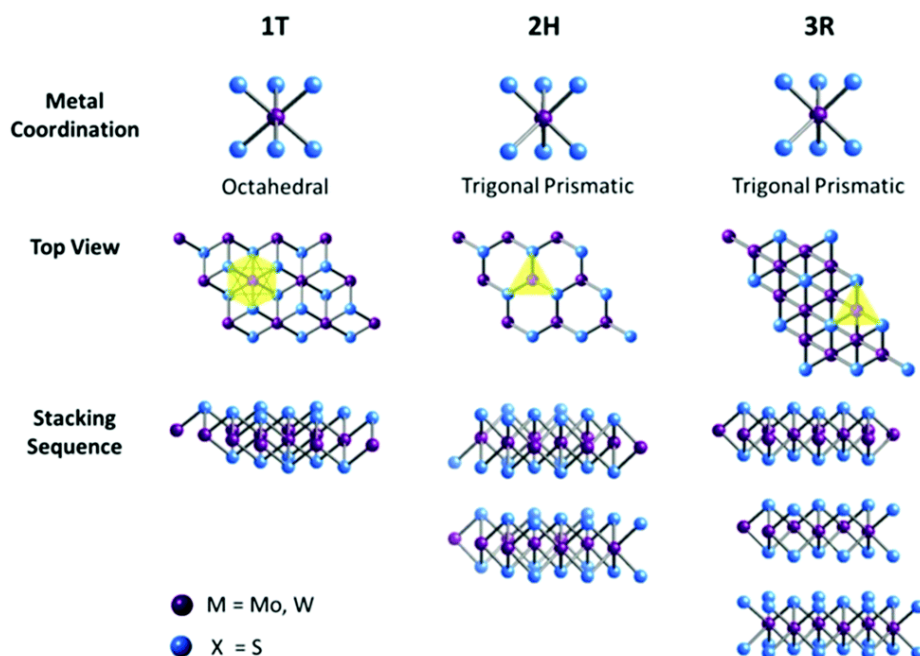 1T
2H
3R
Metal
Coordination
Octahedral
Trigonal Prismatic
Trigonal Prismatic
Top View
Stacking
Sequence
M = Mo, W
X = S